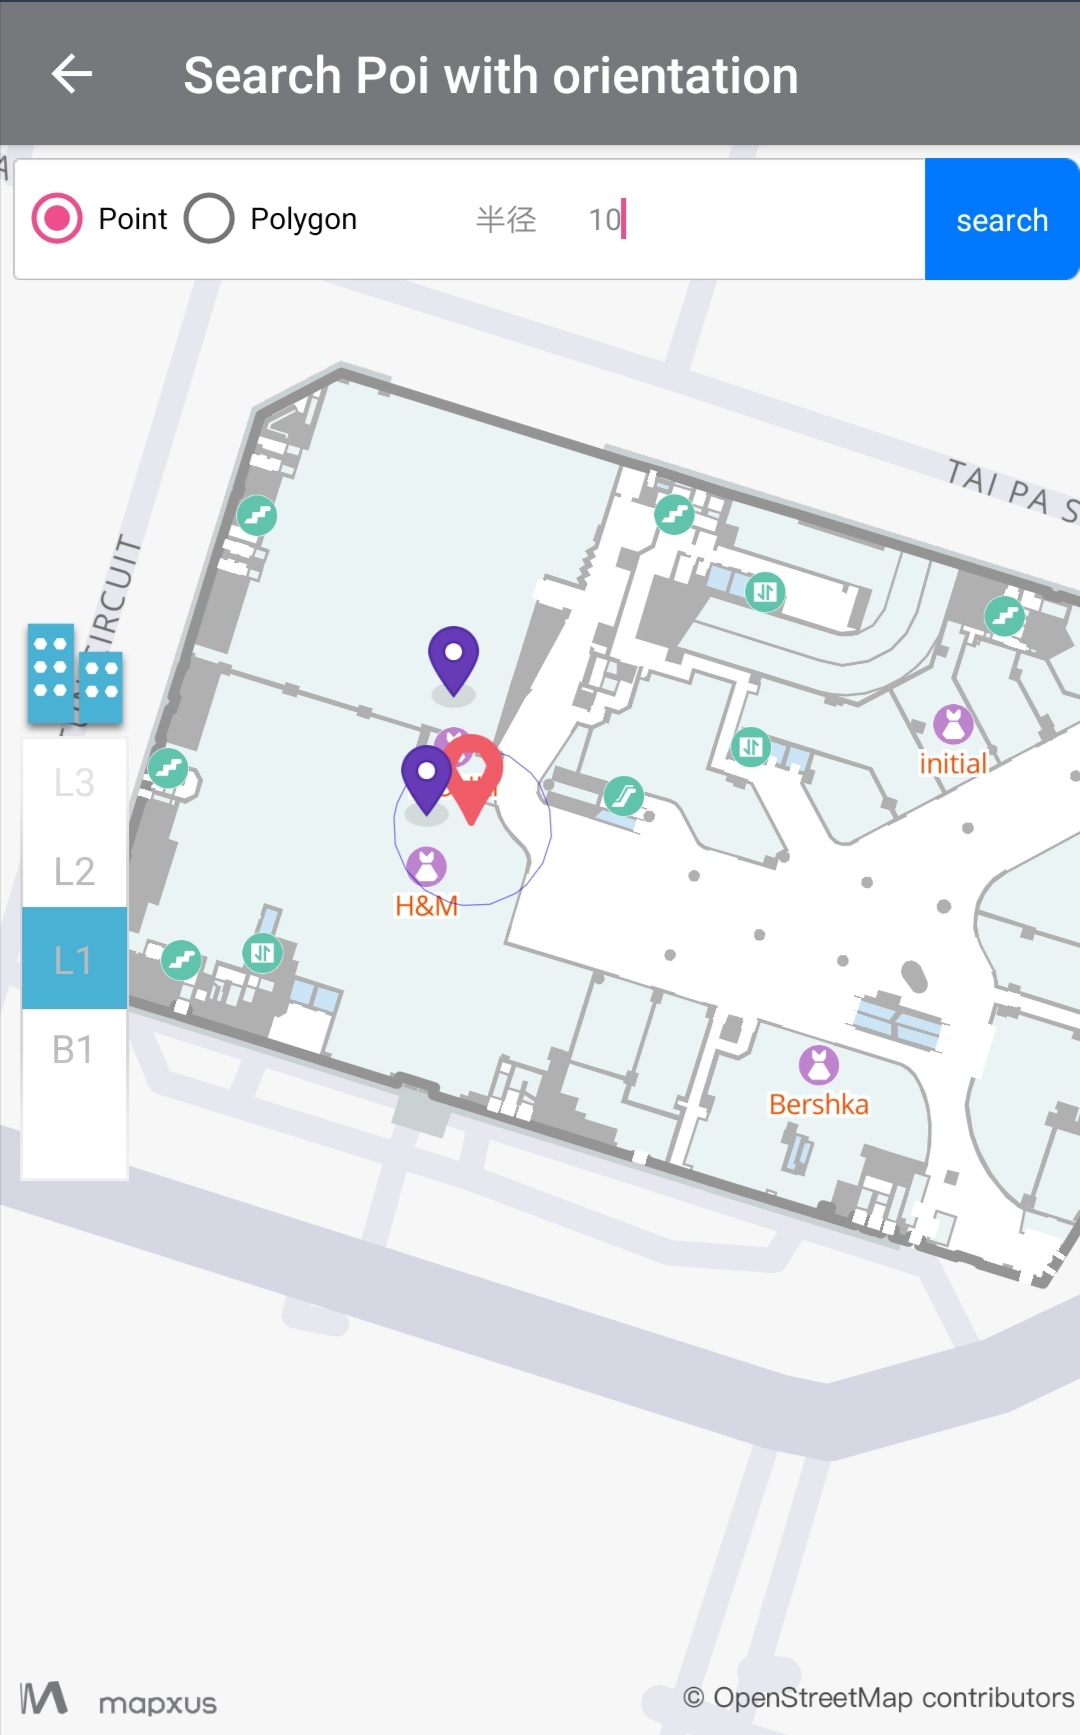 Search Poi with orientation
Point
Polygon
半径
10
search
TAI PA S
CIRCUIT
L3
L2
L1
B1
initial
H&M
Bershka
mapxus
© OpenStreetMap contributors